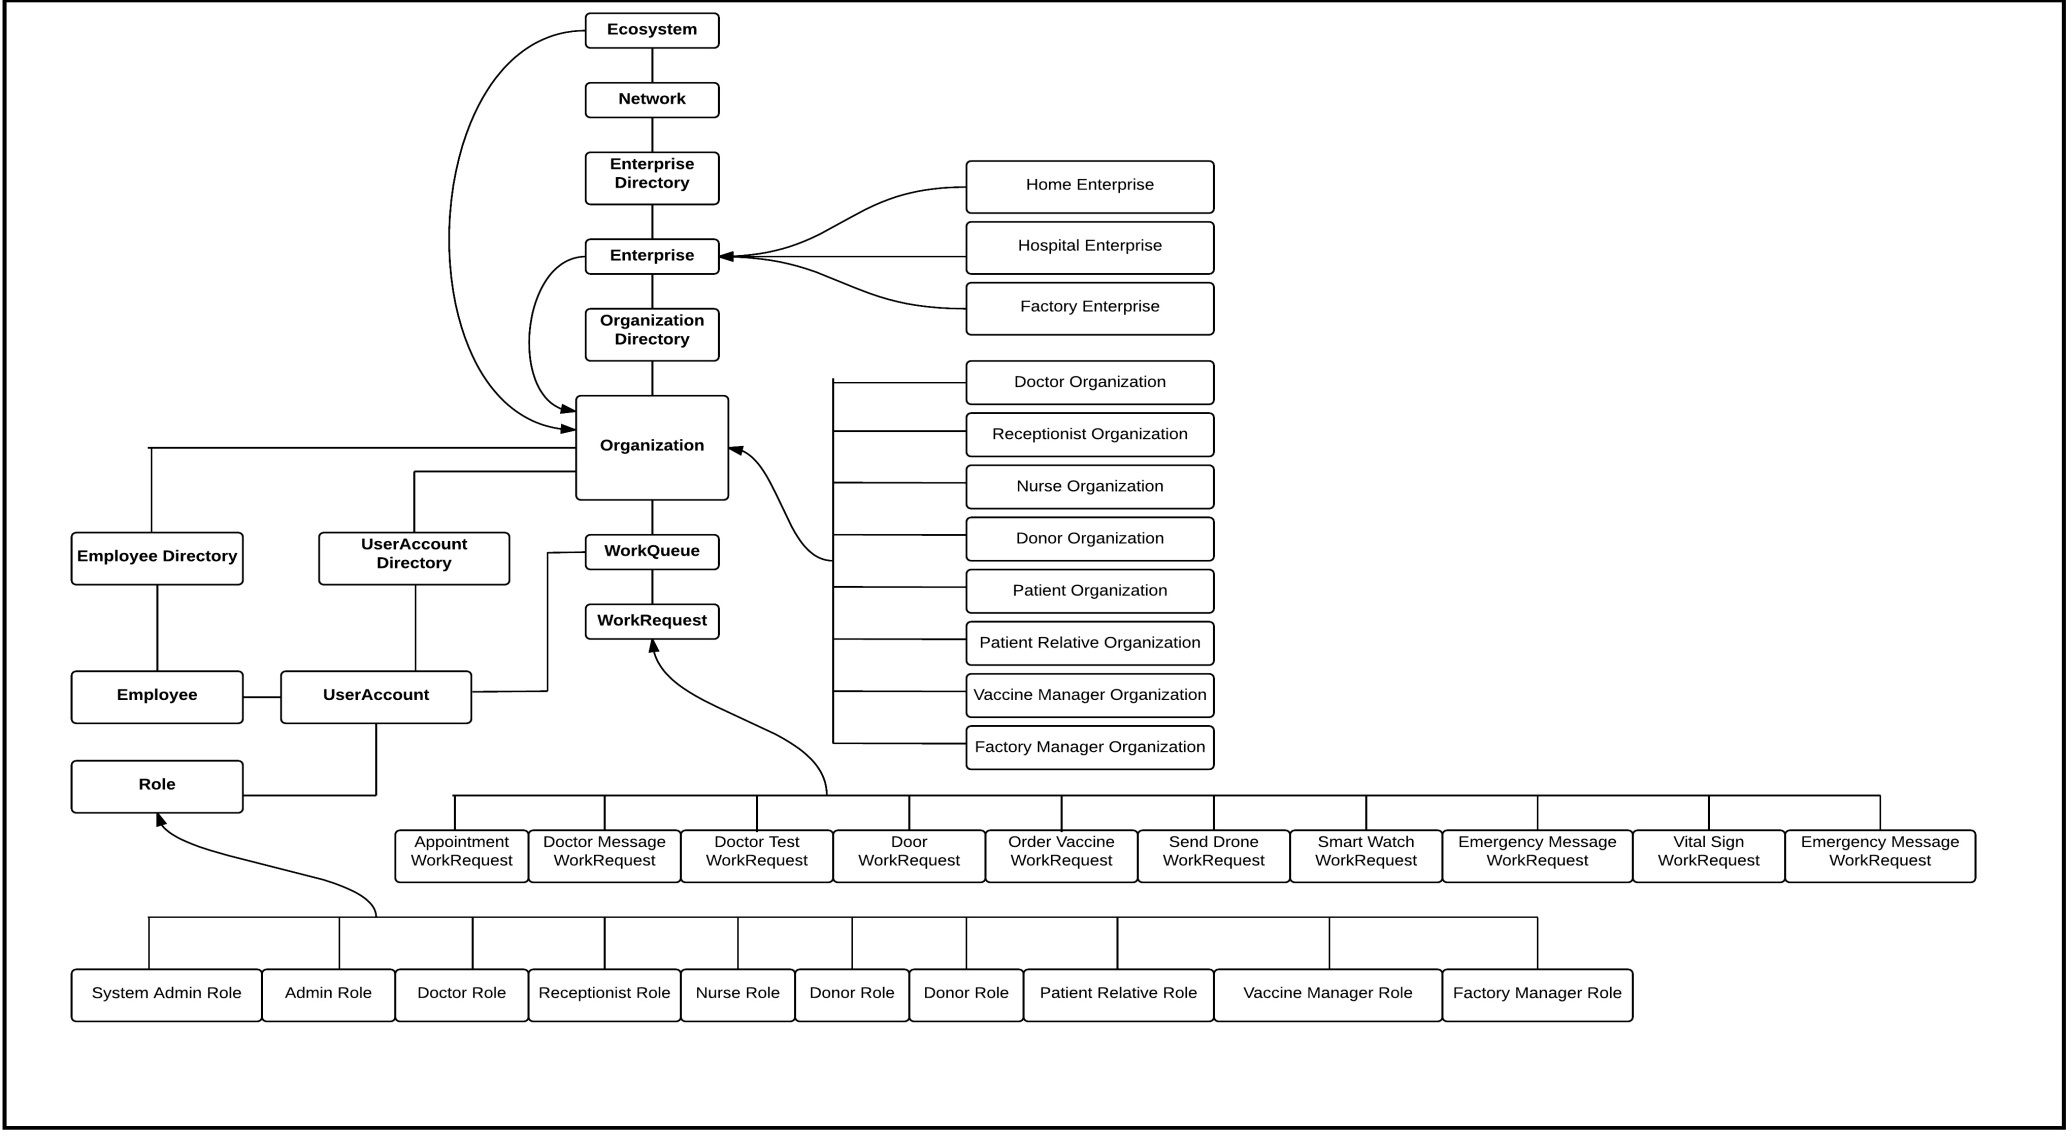 Ecosystem
Network
Enterprise
Directory
Home Enterprise
Hospital Enterprise
Enterprise
Factory Enterprise
Organization
Directory
Doctor Organization
Receptionist Organization
Organization
Nurse Organization
Donor Organization
Employee Directory
UserAccount
Directory
WorkQueue
Patient Organization
WorkRequest
Patient Relative Organization
Employee
UserAccount
Vaccine Manager Organization
Factory Manager Organization
Role
Appointment
WorkRequest
Doctor Message
WorkRequest
Doctor Test
WorkRequest
Door
WorkRequest
Order Vaccine
WorkRequest
Send Drone
WorkRequest
Smart Watch
WorkRequest
Emergency Message
WorkRequest
Vital Sign
WorkRequest
Emergency Message
WorkRequest
System Admin Role
Admin Role
Doctor Role
Receptionist Role
Nurse Role
Donor Role
Donor Role
Patient Relative Role
Vaccine Manager Role
Factory Manager Role